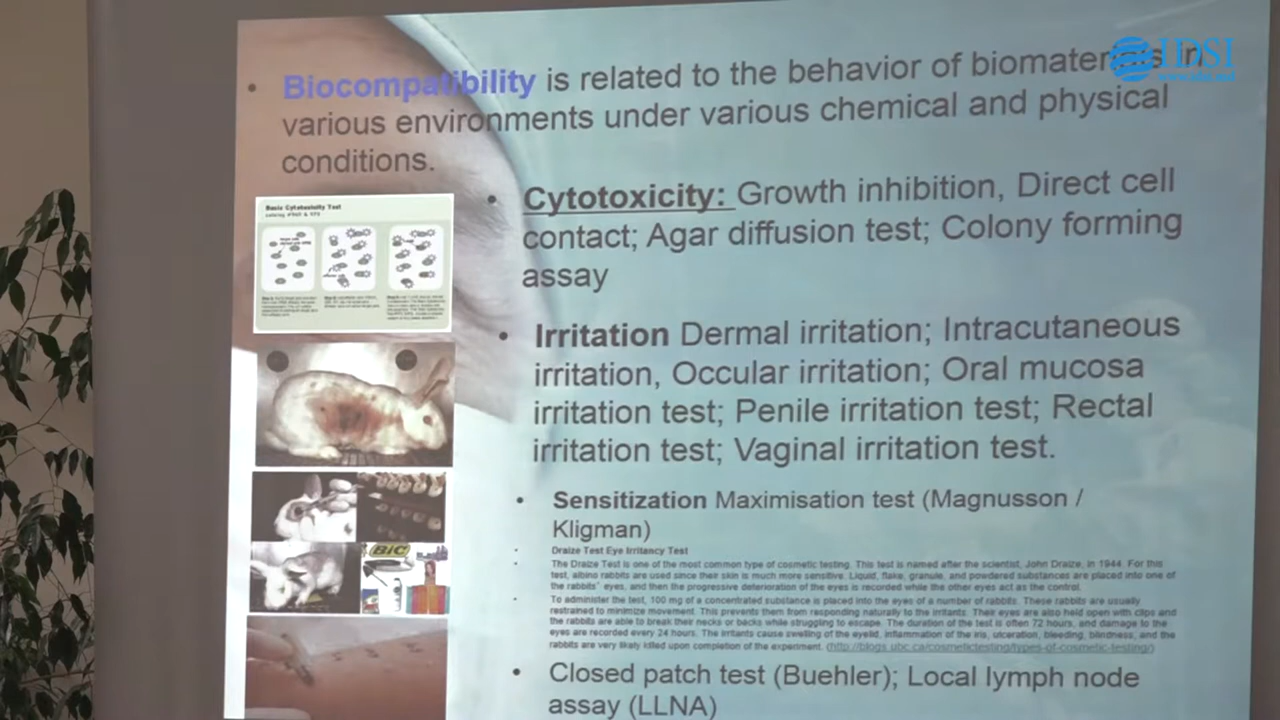 IDSI
• Biocompatibility is related to the behavior of biomaterials in
various environments under various chemical and physical
conditions.
Basic Cytotoxicity Test
• Cytotoxicity: Growth inhibition, Direct cell
contact; Agar diffusion test; Colony forming
assay
• Irritation Dermal irritation; Intracutaneous
irritation, Occular irritation; Oral mucosa
irritation test; Penile irritation test; Rectal
irritation test; Vaginal irritation test.
• Sensitization Maximisation test (Magnusson /
Kligman)
BIC
• Draize Test Eye Irritancy Test
• The Draize Test is one of the most common type of cosmetic testing. This test is named after the scientist, John Draize, in 1944. For this
test, albino rabbits are used since their skin is much more sensitive. Liquid, flake, granule, and powdered substances are placed into one of
the rabbits' eyes, and then the progressive deterioration of the eyes is recorded while the other eyes act as the control.
• To administer the test, 100 mg of a concentrated substance is placed into the eyes of a number of rabbits. These rabbits are usually
restrained to minimize movement. This prevents them from responding naturally to the irritants. Their eyes are also held open with clips and
the rabbits are able to break their necks or backs while struggling to escape. The duration of the test is often 72 hours, and damage to the
eyes are recorded every 24 hours. The irritants cause swelling of the eyelid, inflammation of the iris, ulceration, bleeding, blindness, and the
rabbits are very likely killed upon completion of the experiment. (http://blogs.ubc.ca/cosmetictesting/types-of-cosmetic-testing/)
• Closed patch test (Buehler); Local lymph node
assay (LLNA)